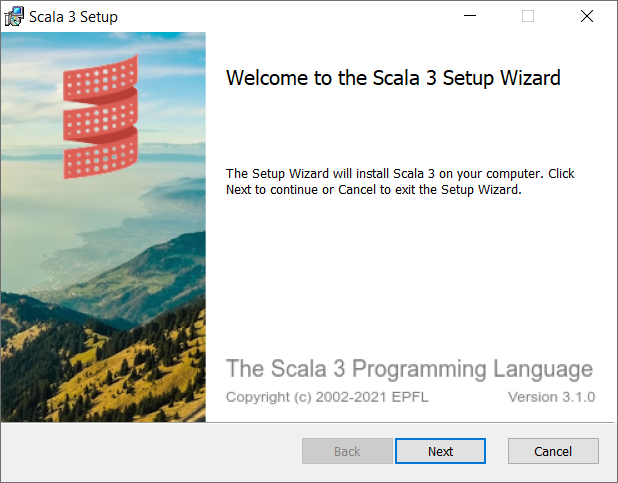 Scala 3 Setup
Welcome to the Scala 3 Setup Wizard
The Setup Wizard will install Scala 3 on your computer. Click
Next to continue or Cancel to exit the Setup Wizard.
The Scala 3 Programming Language
Copyright (c) 2002-2021 EPFL Version 3.1.0
Back Next Cancel